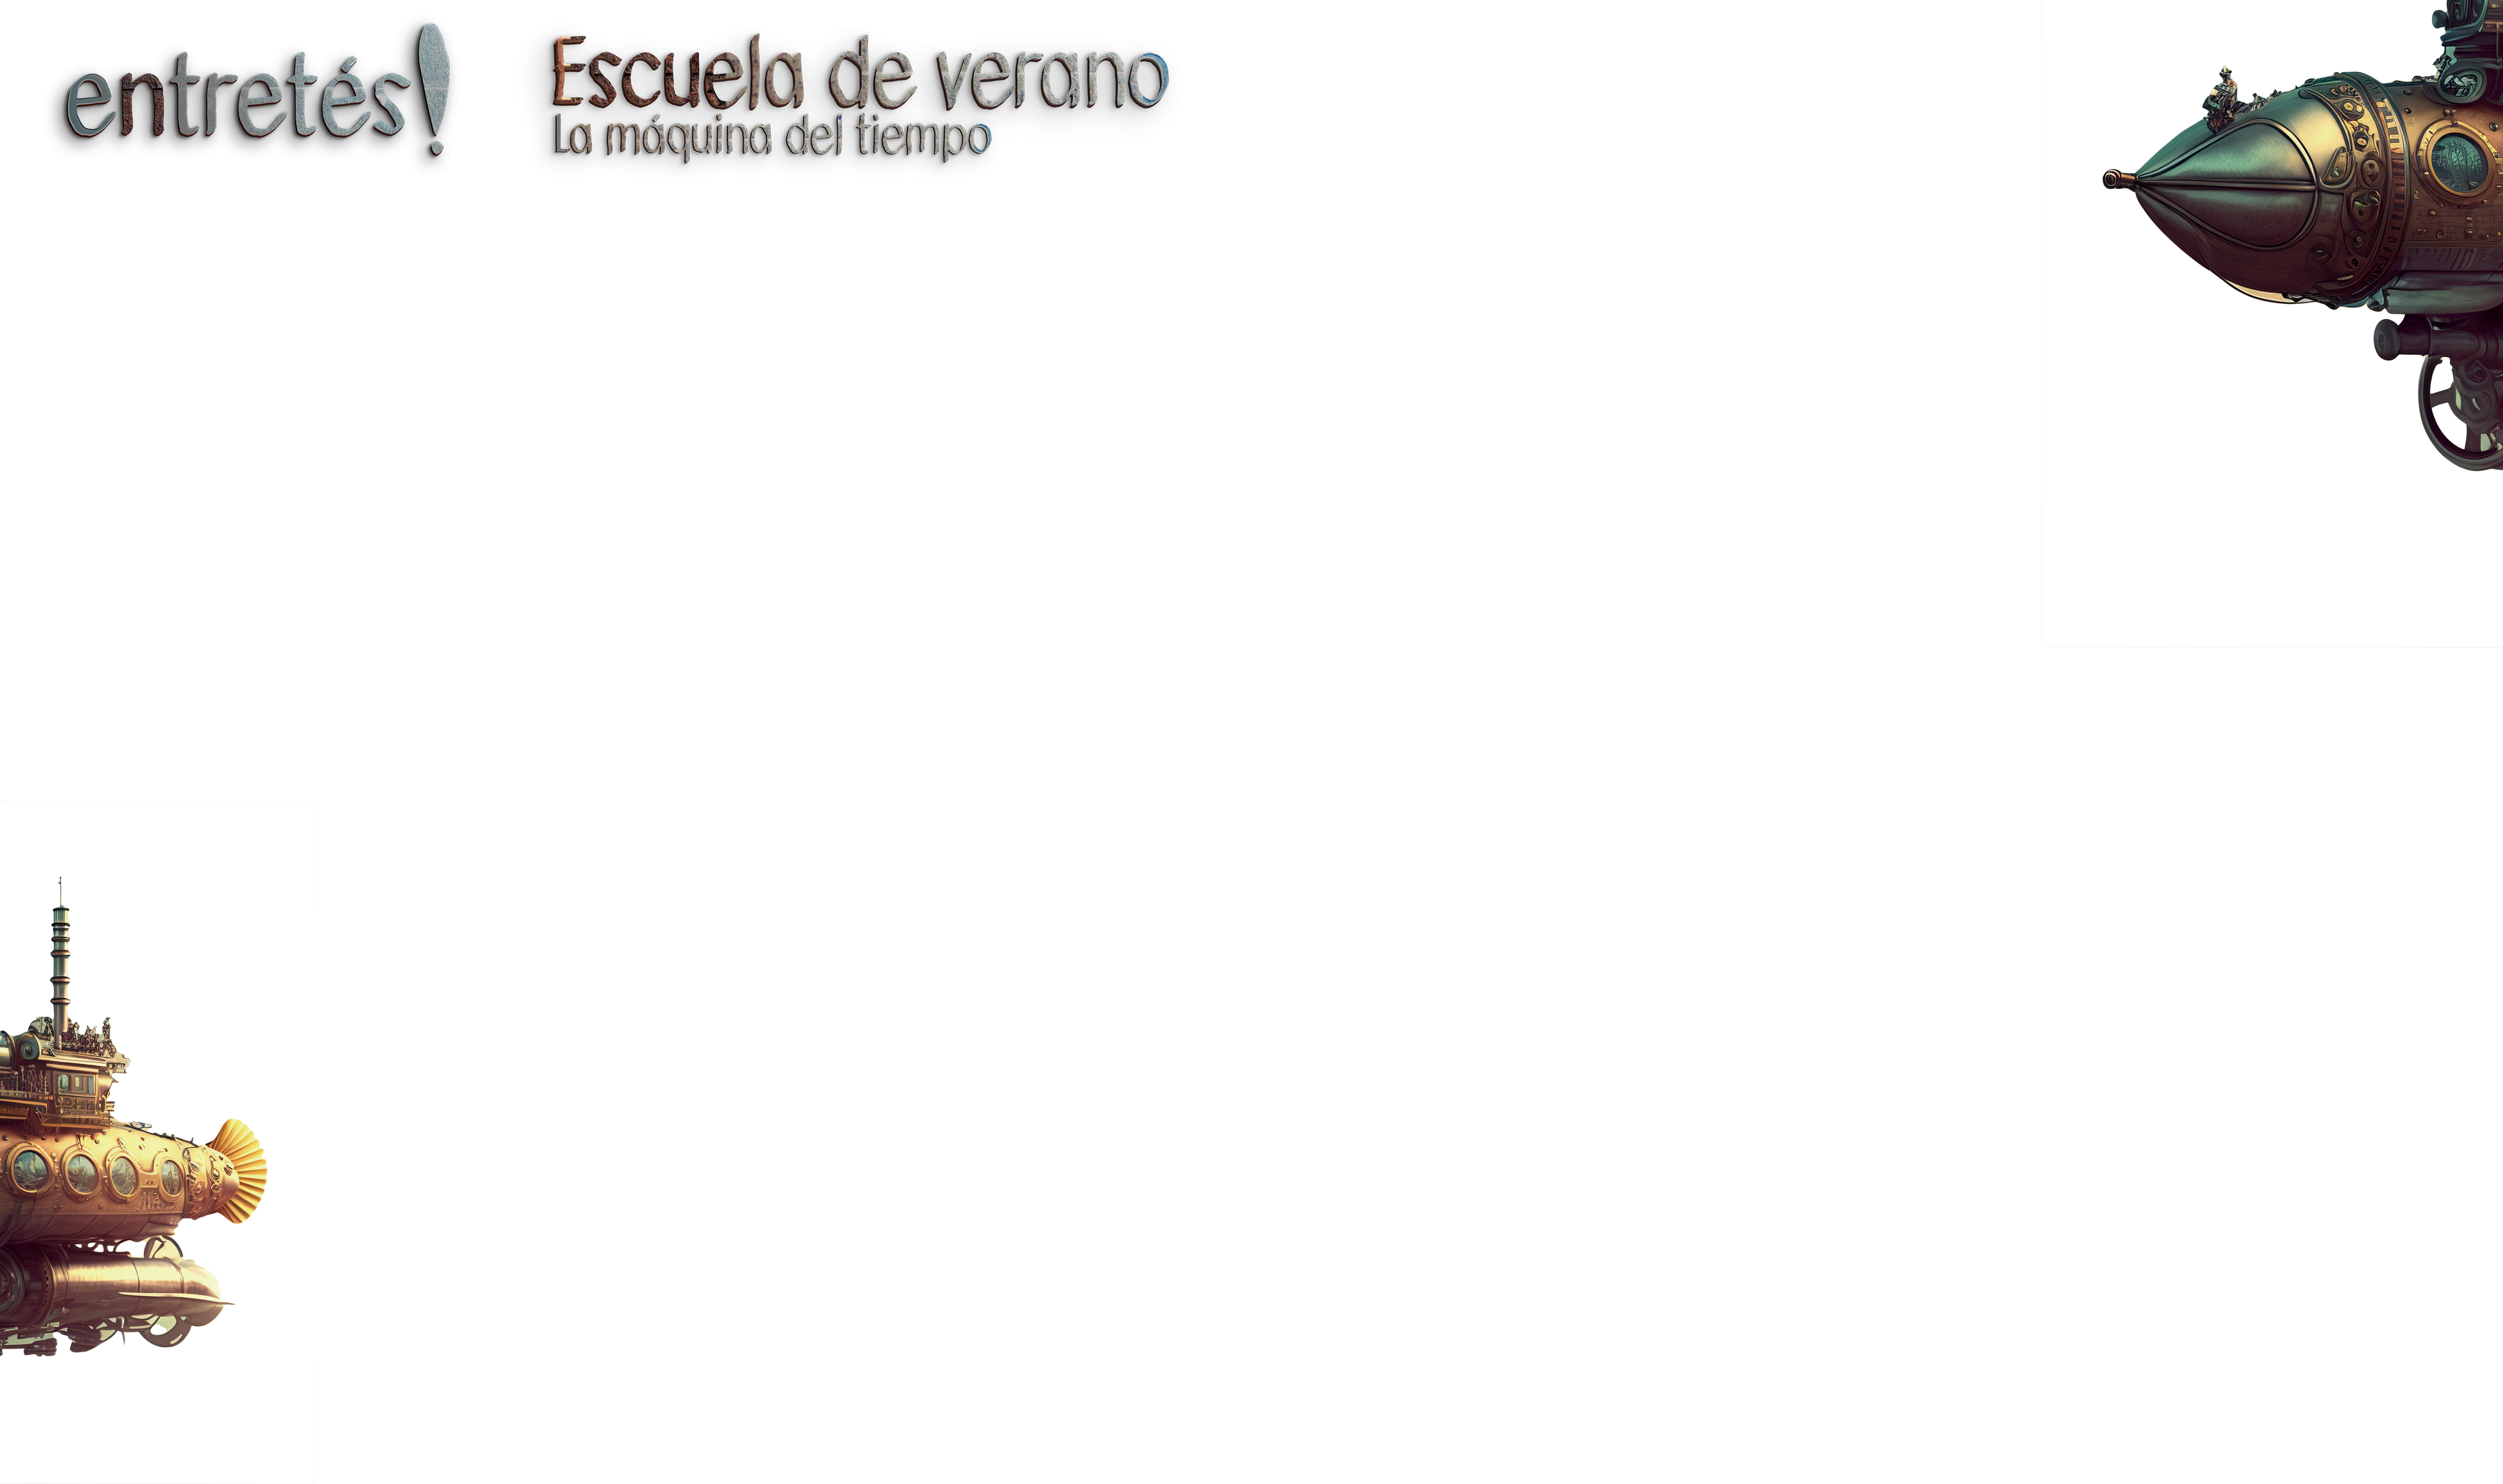 entretés!
Escuela de verano
La máquina del tiempo